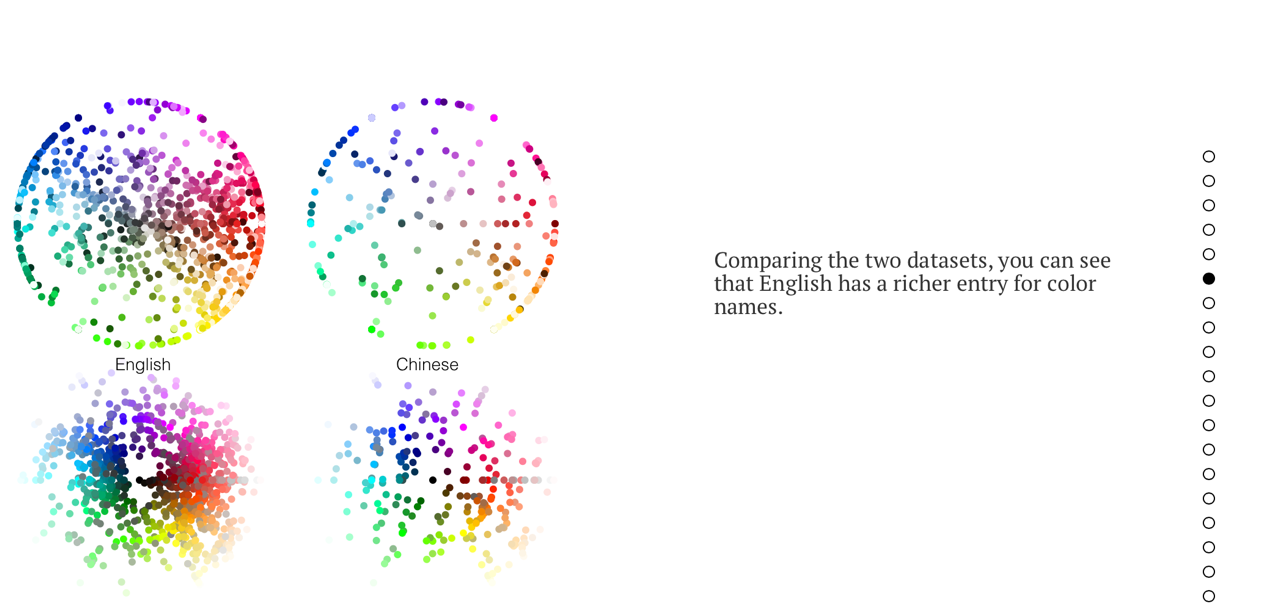 English
Chinese
Comparing the two datasets, you can see
that English has a richer entry for color
names.